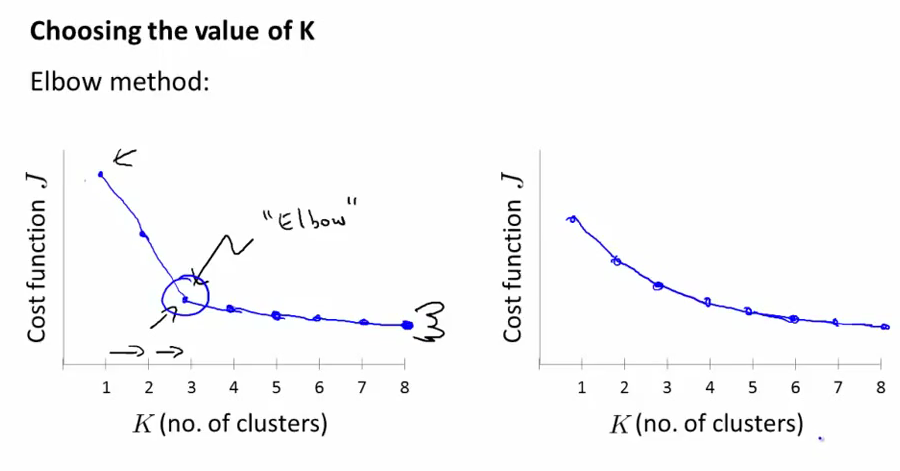 Choosing the value of K
Elbow method:
"Elbow"
Cost function J
1 2 3 4 5 6 7 8
K (no. of clusters)
Cost function J
1 2 3 4 5 6 7 8
K (no. of clusters)